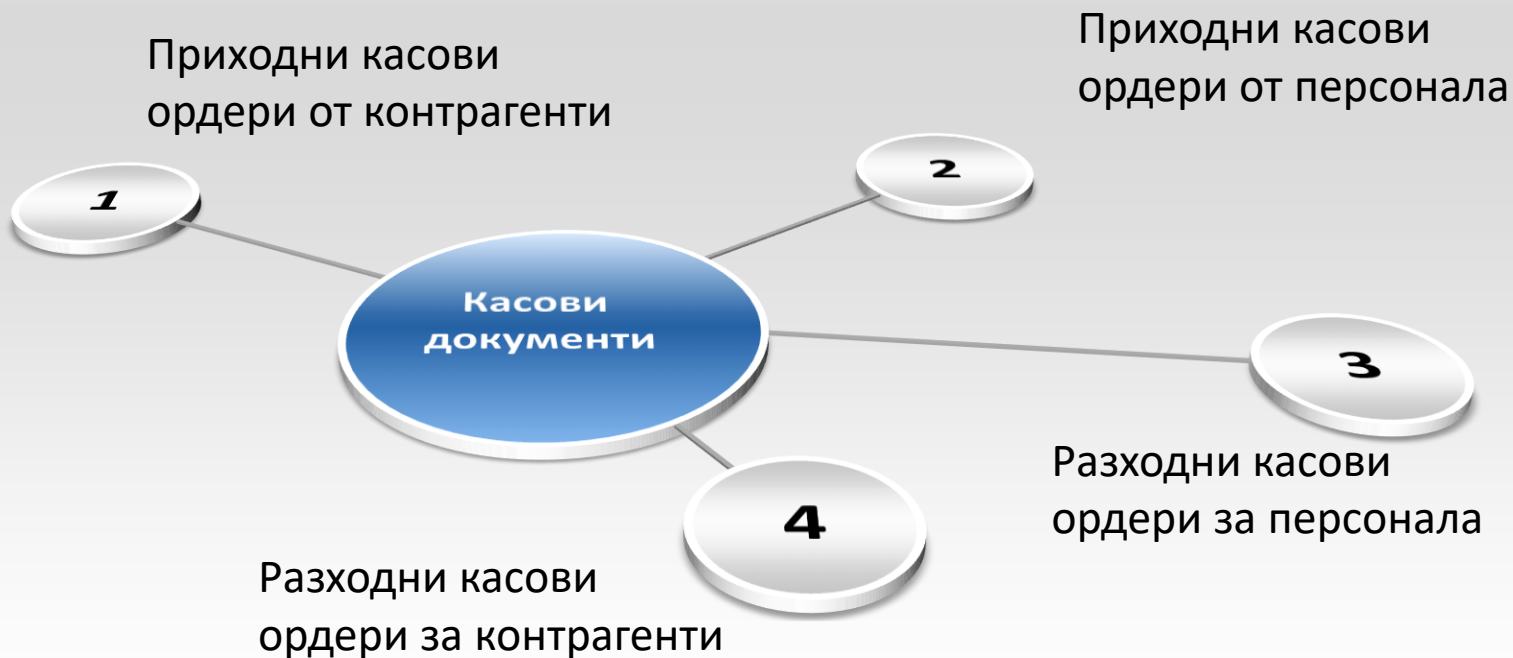 Приходни касови
ордери от контрагенти
Приходни касови
ордери от персонала
1
2
Касови
документи
3
Разходни касови
ордери за персонала
4
Разходни касови
ордери за контрагенти